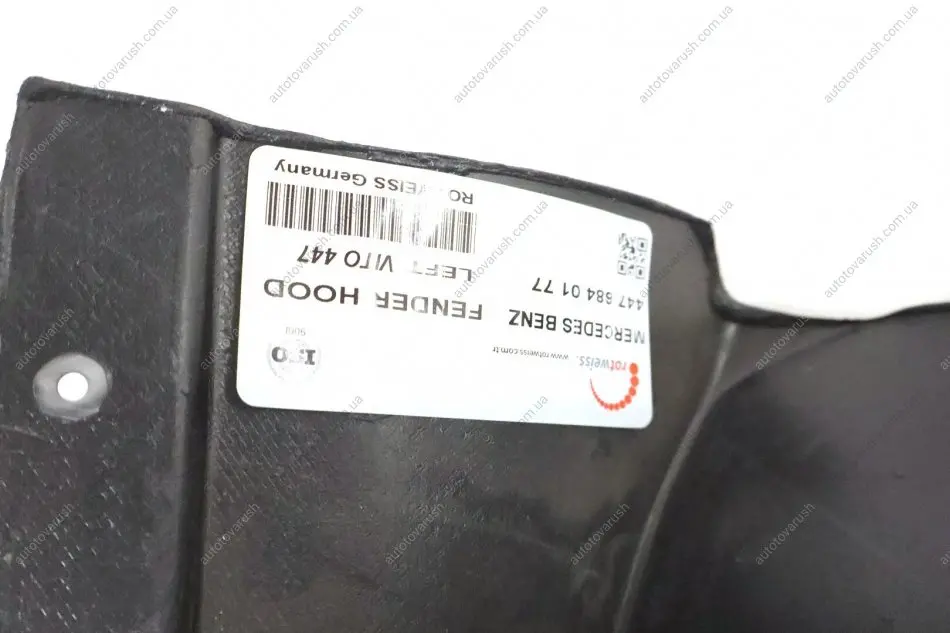 rotweiss.
www.rotweiss.com.tr
ISO
9001
MERCEDES BENZ
FENDER HOOD
447 684 01 77
LEFT VITO 447
ROTWEISS Germany
autotovarush.com.ua